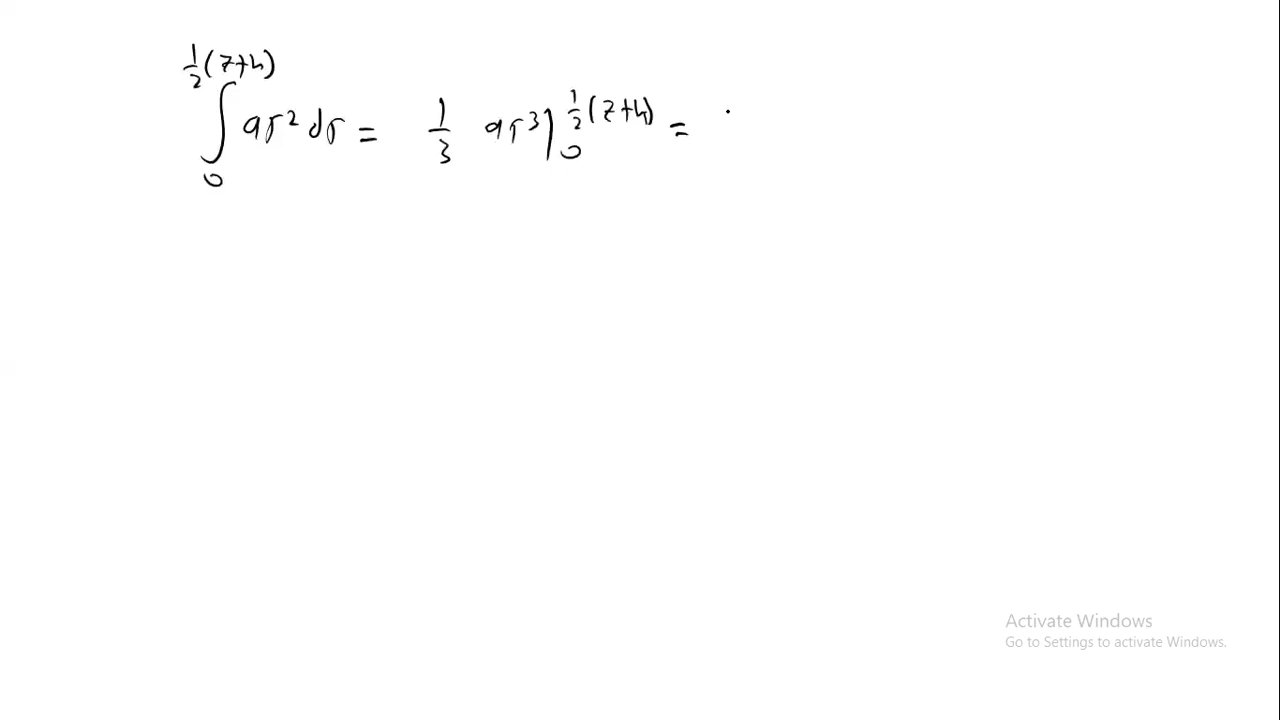 ∫₀^{½(z+h)} ar² dr = 1/3 ar³ |₀^{½(z+h)} =
Activate Windows
Go to Settings to activate Windows.